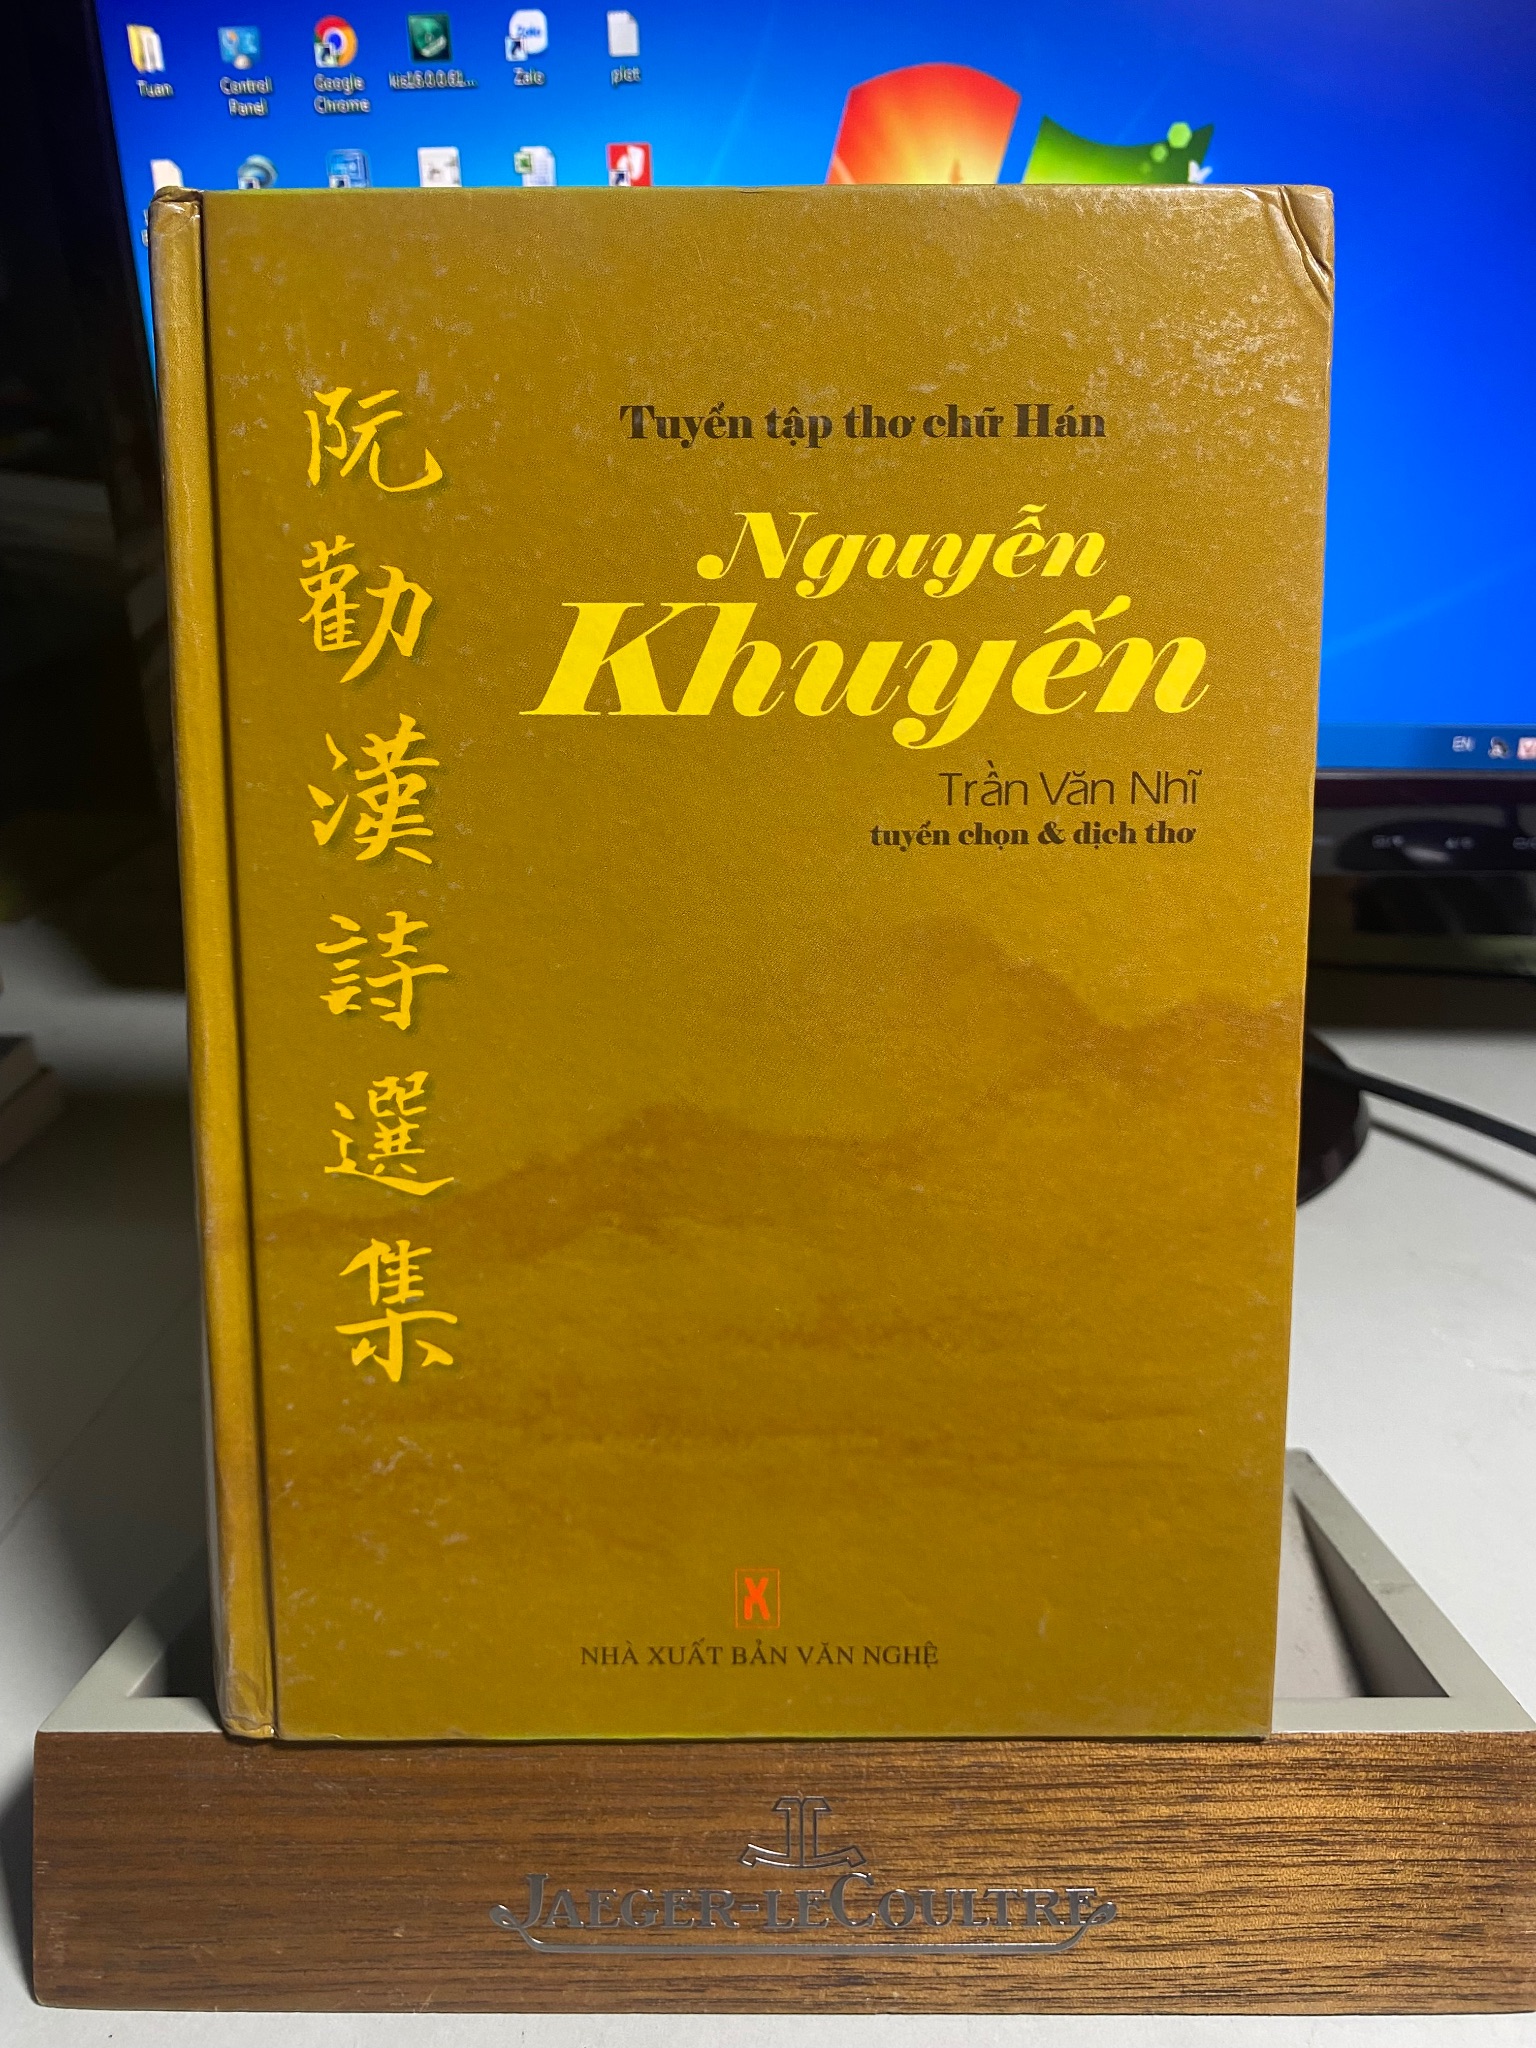 Tuan
Control Panel
Google Chrome
Zalo
plot
阮勸漢詩選集
Tuyển tập thơ chữ Hán
Nguyễn
Khuyến
Trần Văn Nhĩ
tuyển chọn & dịch thơ
NHÀ XUẤT BẢN VĂN NGHỆ
EN
JAEGER-LECOULTRE